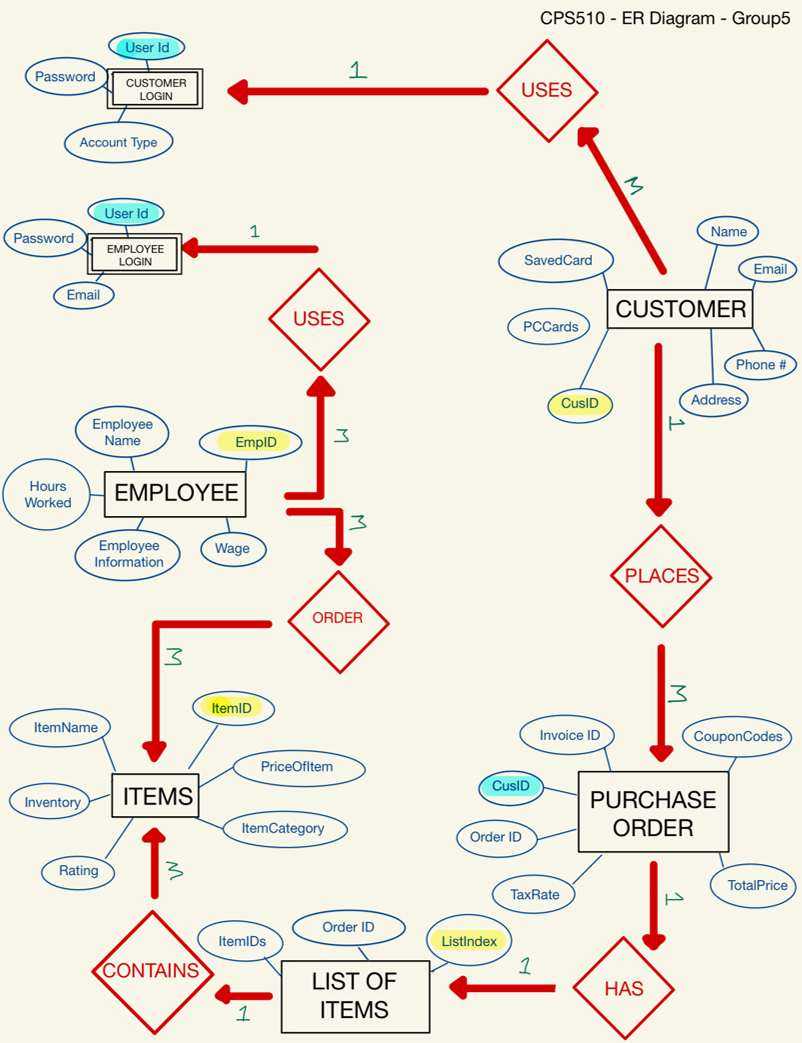 CPS510 - ER Diagram - Group5
User Id
Password
CUSTOMER
LOGIN
Account Type
1
USES
M
User Id
Password
EMPLOYEE
LOGIN
Email
1
USES
M
Name
SavedCard
Email
CUSTOMER
PCCards
Phone #
CusID
Address
1
Employee
Name
EmpID
Hours
Worked
EMPLOYEE
Employee
Information
Wage
M
ORDER
M
PLACES
M
ItemID
ItemName
PriceOfItem
Inventory
ITEMS
ItemCategory
Rating
M
Invoice ID
CouponCodes
CusID
PURCHASE
ORDER
Order ID
TaxRate
TotalPrice
1
CONTAINS
ItemIDs
Order ID
ListIndex
LIST OF
ITEMS
1
1
HAS